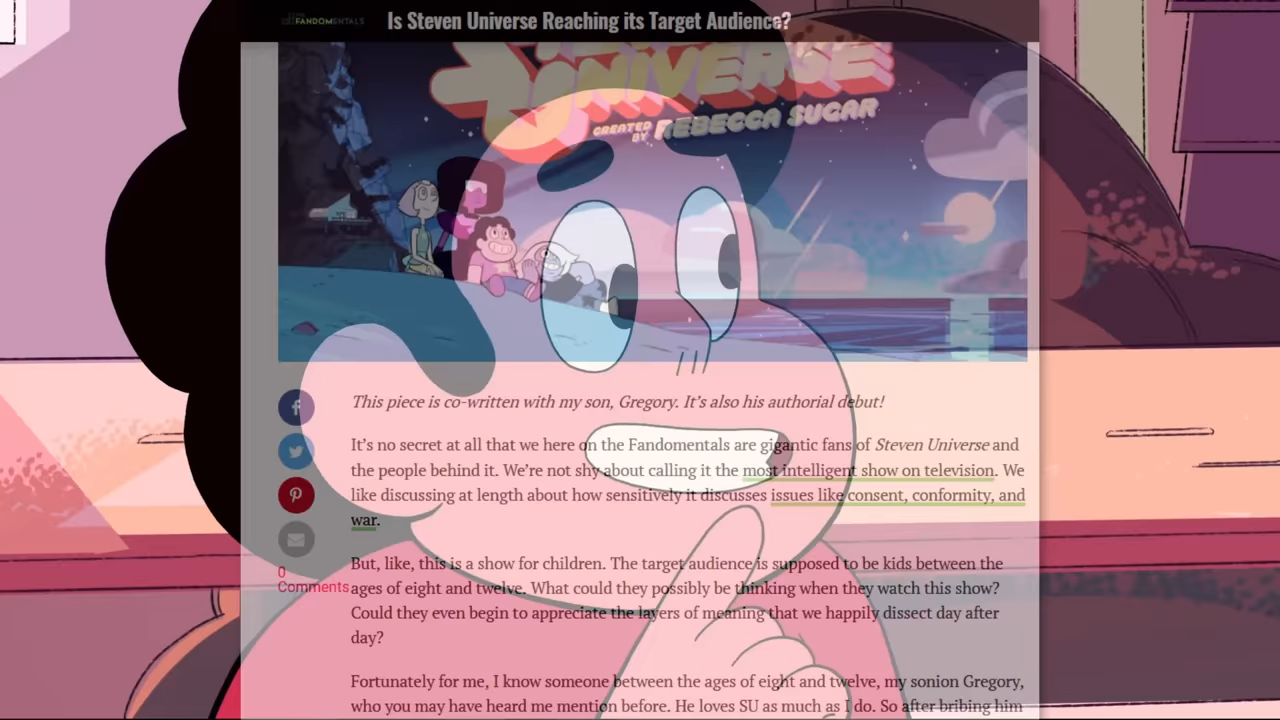 FANDOMENTALS
Is Steven Universe Reaching its Target Audience?
UNIVERSE
CREATED
BY REBECCA SUGAR
This piece is co-written with my son, Gregory. It's also his authorial debut!
It's no secret at all that we here on the Fandomentals are gigantic fans of Steven Universe and
the people behind it. We're not shy about calling it the most intelligent show on television. We
like discussing at length about how sensitively it discusses issues like consent, conformity, and
war.
0
Comments
But, like, this is a show for children. The target audience is supposed to be kids between the
ages of eight and twelve. What could they possibly be thinking when they watch this show?
Could they even begin to appreciate the layers of meaning that we happily dissect day after
day?
Fortunately for me, I know someone between the ages of eight and twelve, my sonion Gregory,
who you may have heard me mention before. He loves SU as much as I do. So after bribing him